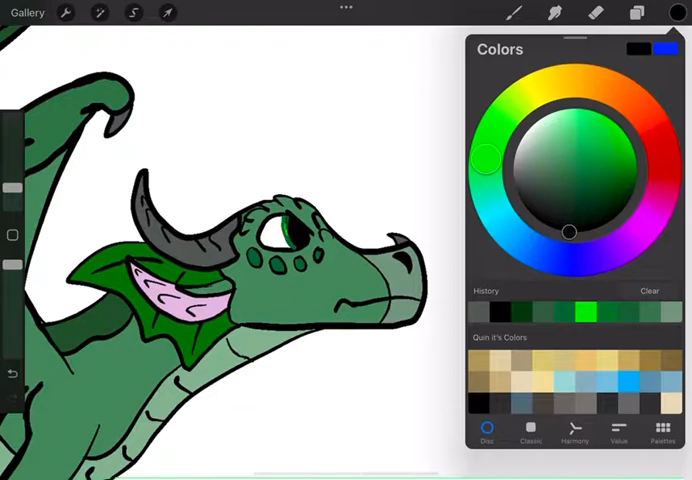 Gallery
Colors
History Clear
Quin it's Colors
Disc Classic Harmony Value Palettes